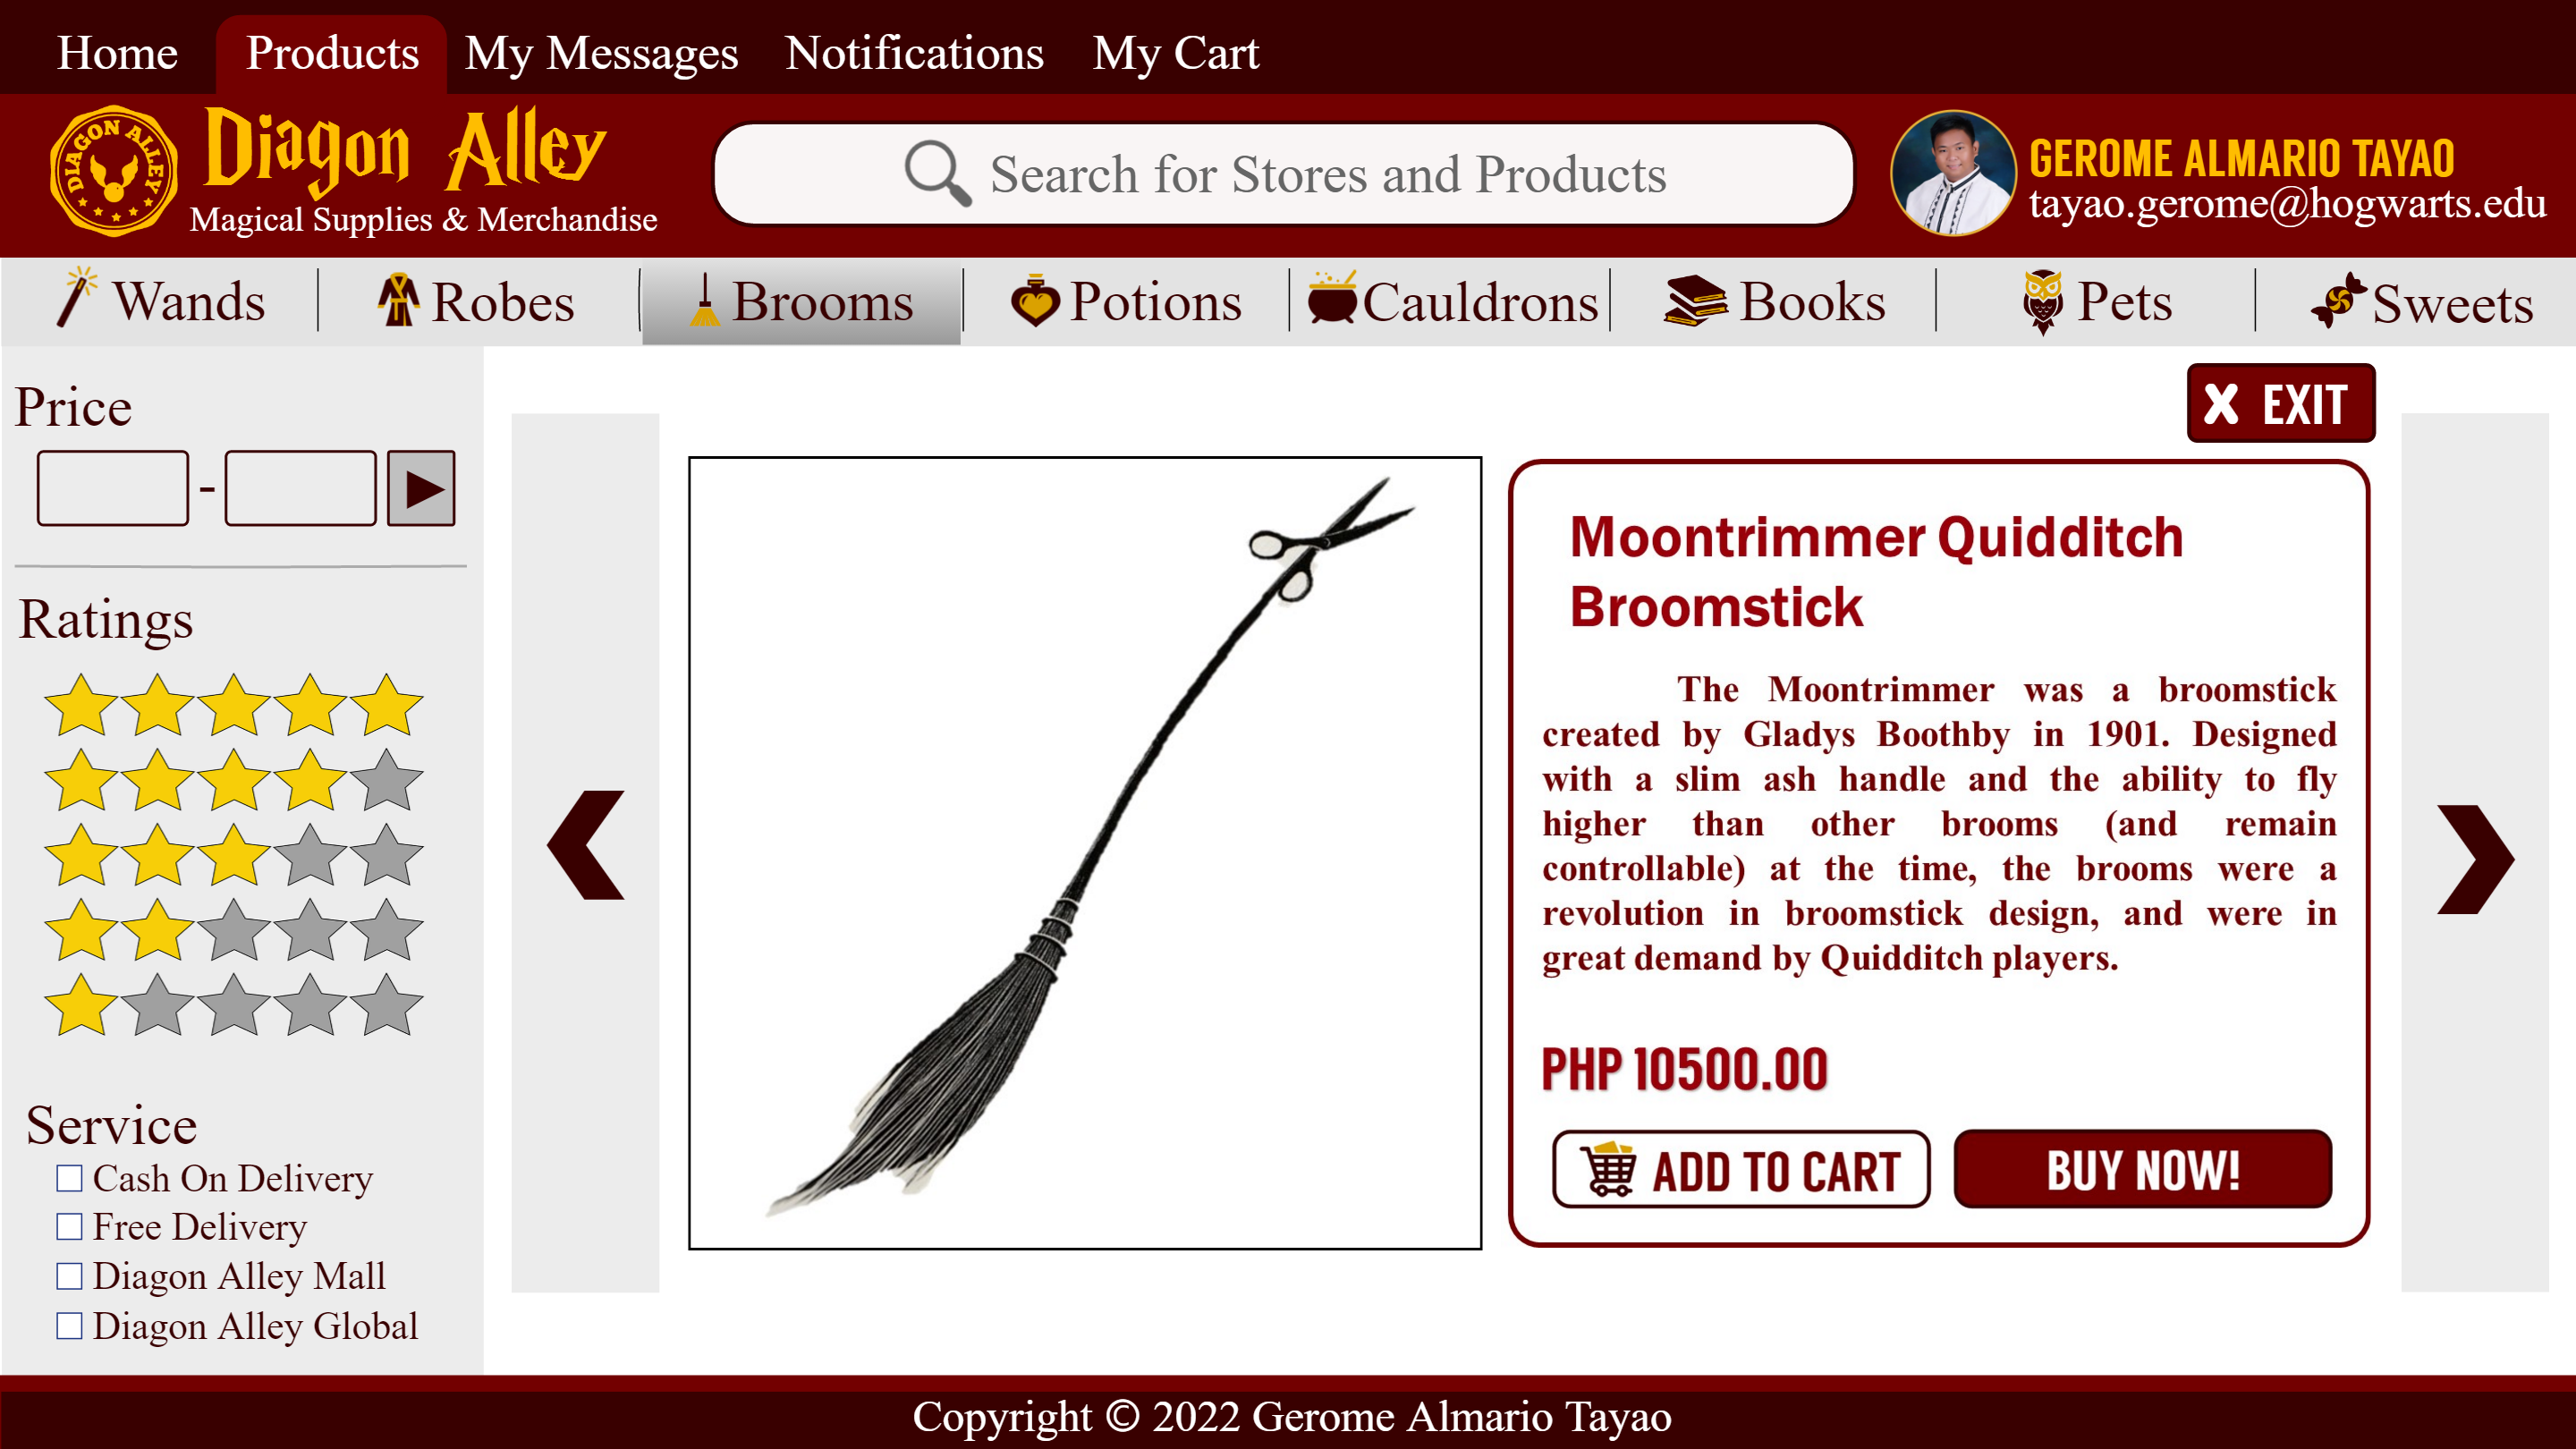 Home Products My Messages Notifications My Cart
DIAGON ALLEY
Diagon Alley
Magical Supplies & Merchandise
Search for Stores and Products
GEROME ALMARIO TAYAO
tayao.gerome@hogwarts.edu
Wands Robes Brooms Potions Cauldrons Books Pets Sweets
Price
-
Ratings
Service
Cash On Delivery
Free Delivery
Diagon Alley Mall
Diagon Alley Global
X EXIT
Moontrimmer Quidditch
Broomstick
The Moontrimmer was a broomstick
created by Gladys Boothby in 1901. Designed
with a slim ash handle and the ability to fly
higher than other brooms (and remain
controllable) at the time, the brooms were a
revolution in broomstick design, and were in
great demand by Quidditch players.
PHP 10500.00
ADD TO CART
BUY NOW!
Copyright © 2022 Gerome Almario Tayao